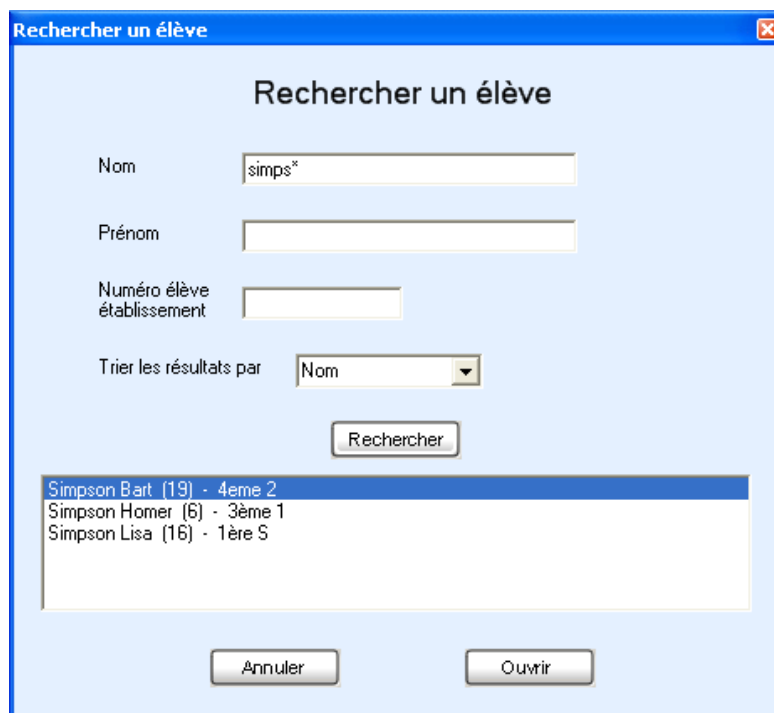 Rechercher un élève
Rechercher un élève
Nom
simps*
Prénom
Numéro élève
établissement
Trier les résultats par
Nom
Rechercher
Simpson Bart (19) - 4eme 2
Simpson Homer (6) - 3ème 1
Simpson Lisa (16) - 1ère S
Annuler
Ouvrir